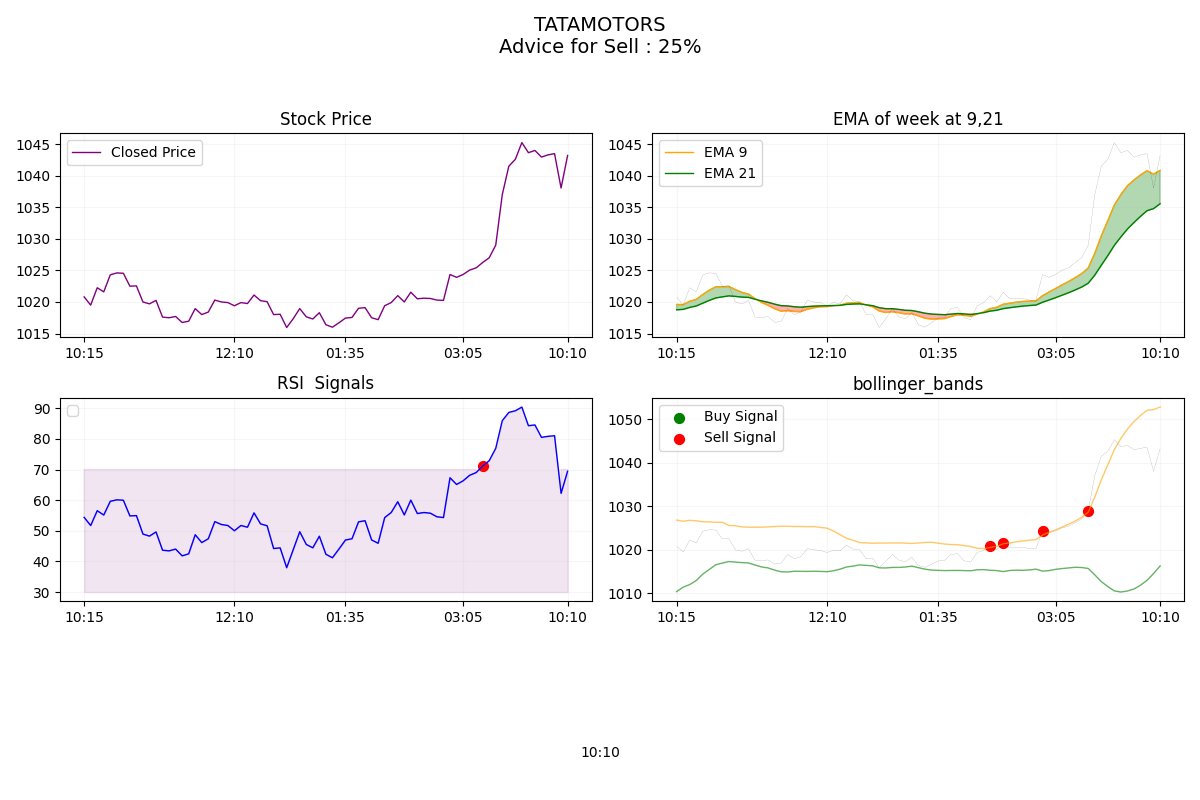 TATAMOTORS
Advice for Sell : 25%
Stock Price
1045
1040
1035
1030
1025
1020
1015
Closed Price
10:15 12:10 01:35 03:05 10:10
EMA of week at 9,21
1045
1040
1035
1030
1025
1020
1015
EMA 9
EMA 21
10:15 12:10 01:35 03:05 10:10
RSI  Signals
90
80
70
60
50
40
30
10:15 12:10 01:35 03:05 10:10
bollinger_bands
1050
1040
1030
1020
1010
Buy Signal
Sell Signal
10:15 12:10 01:35 03:05 10:10
10:10